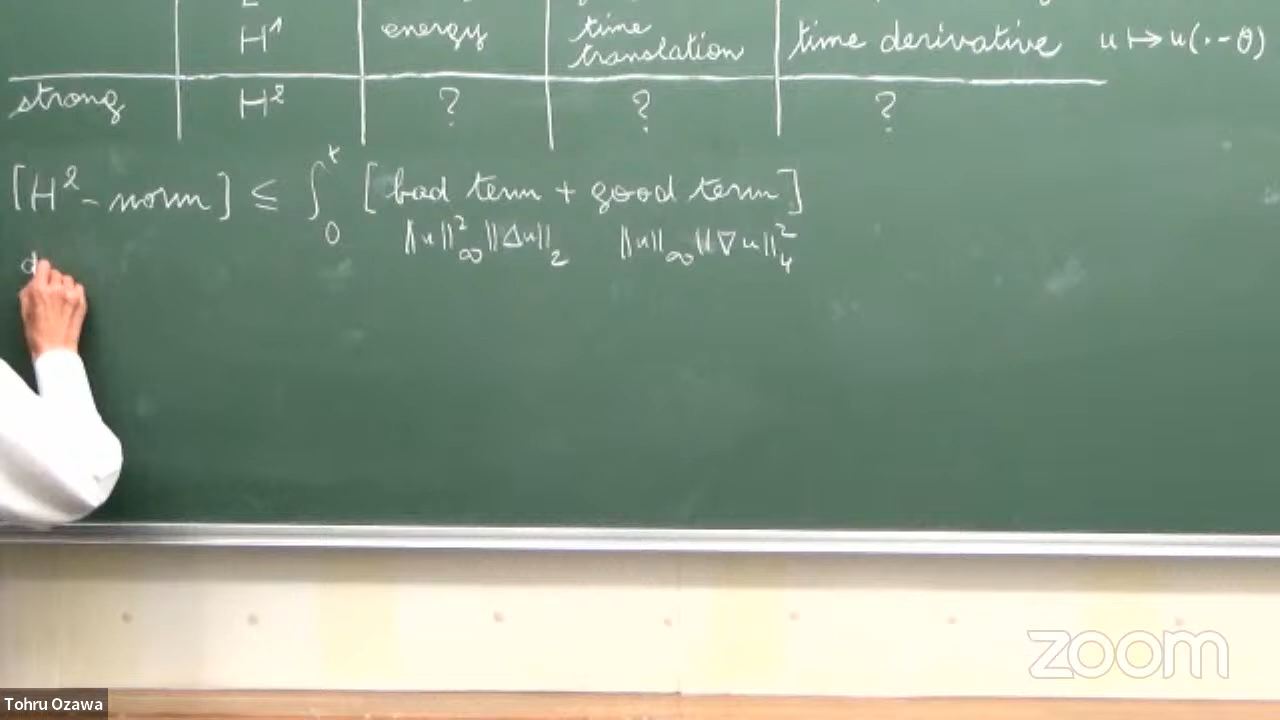 H¹ energy time translation time derivative u ↦ u(·−θ)
strong H² ? ? ?
[H² - norm] ≤ ∫₀ᵗ [bad term + good term]
‖u‖²_∞ ‖Δu‖₂ ‖u‖_∞ ‖∇u‖²₄
d
zoom
Tohru Ozawa